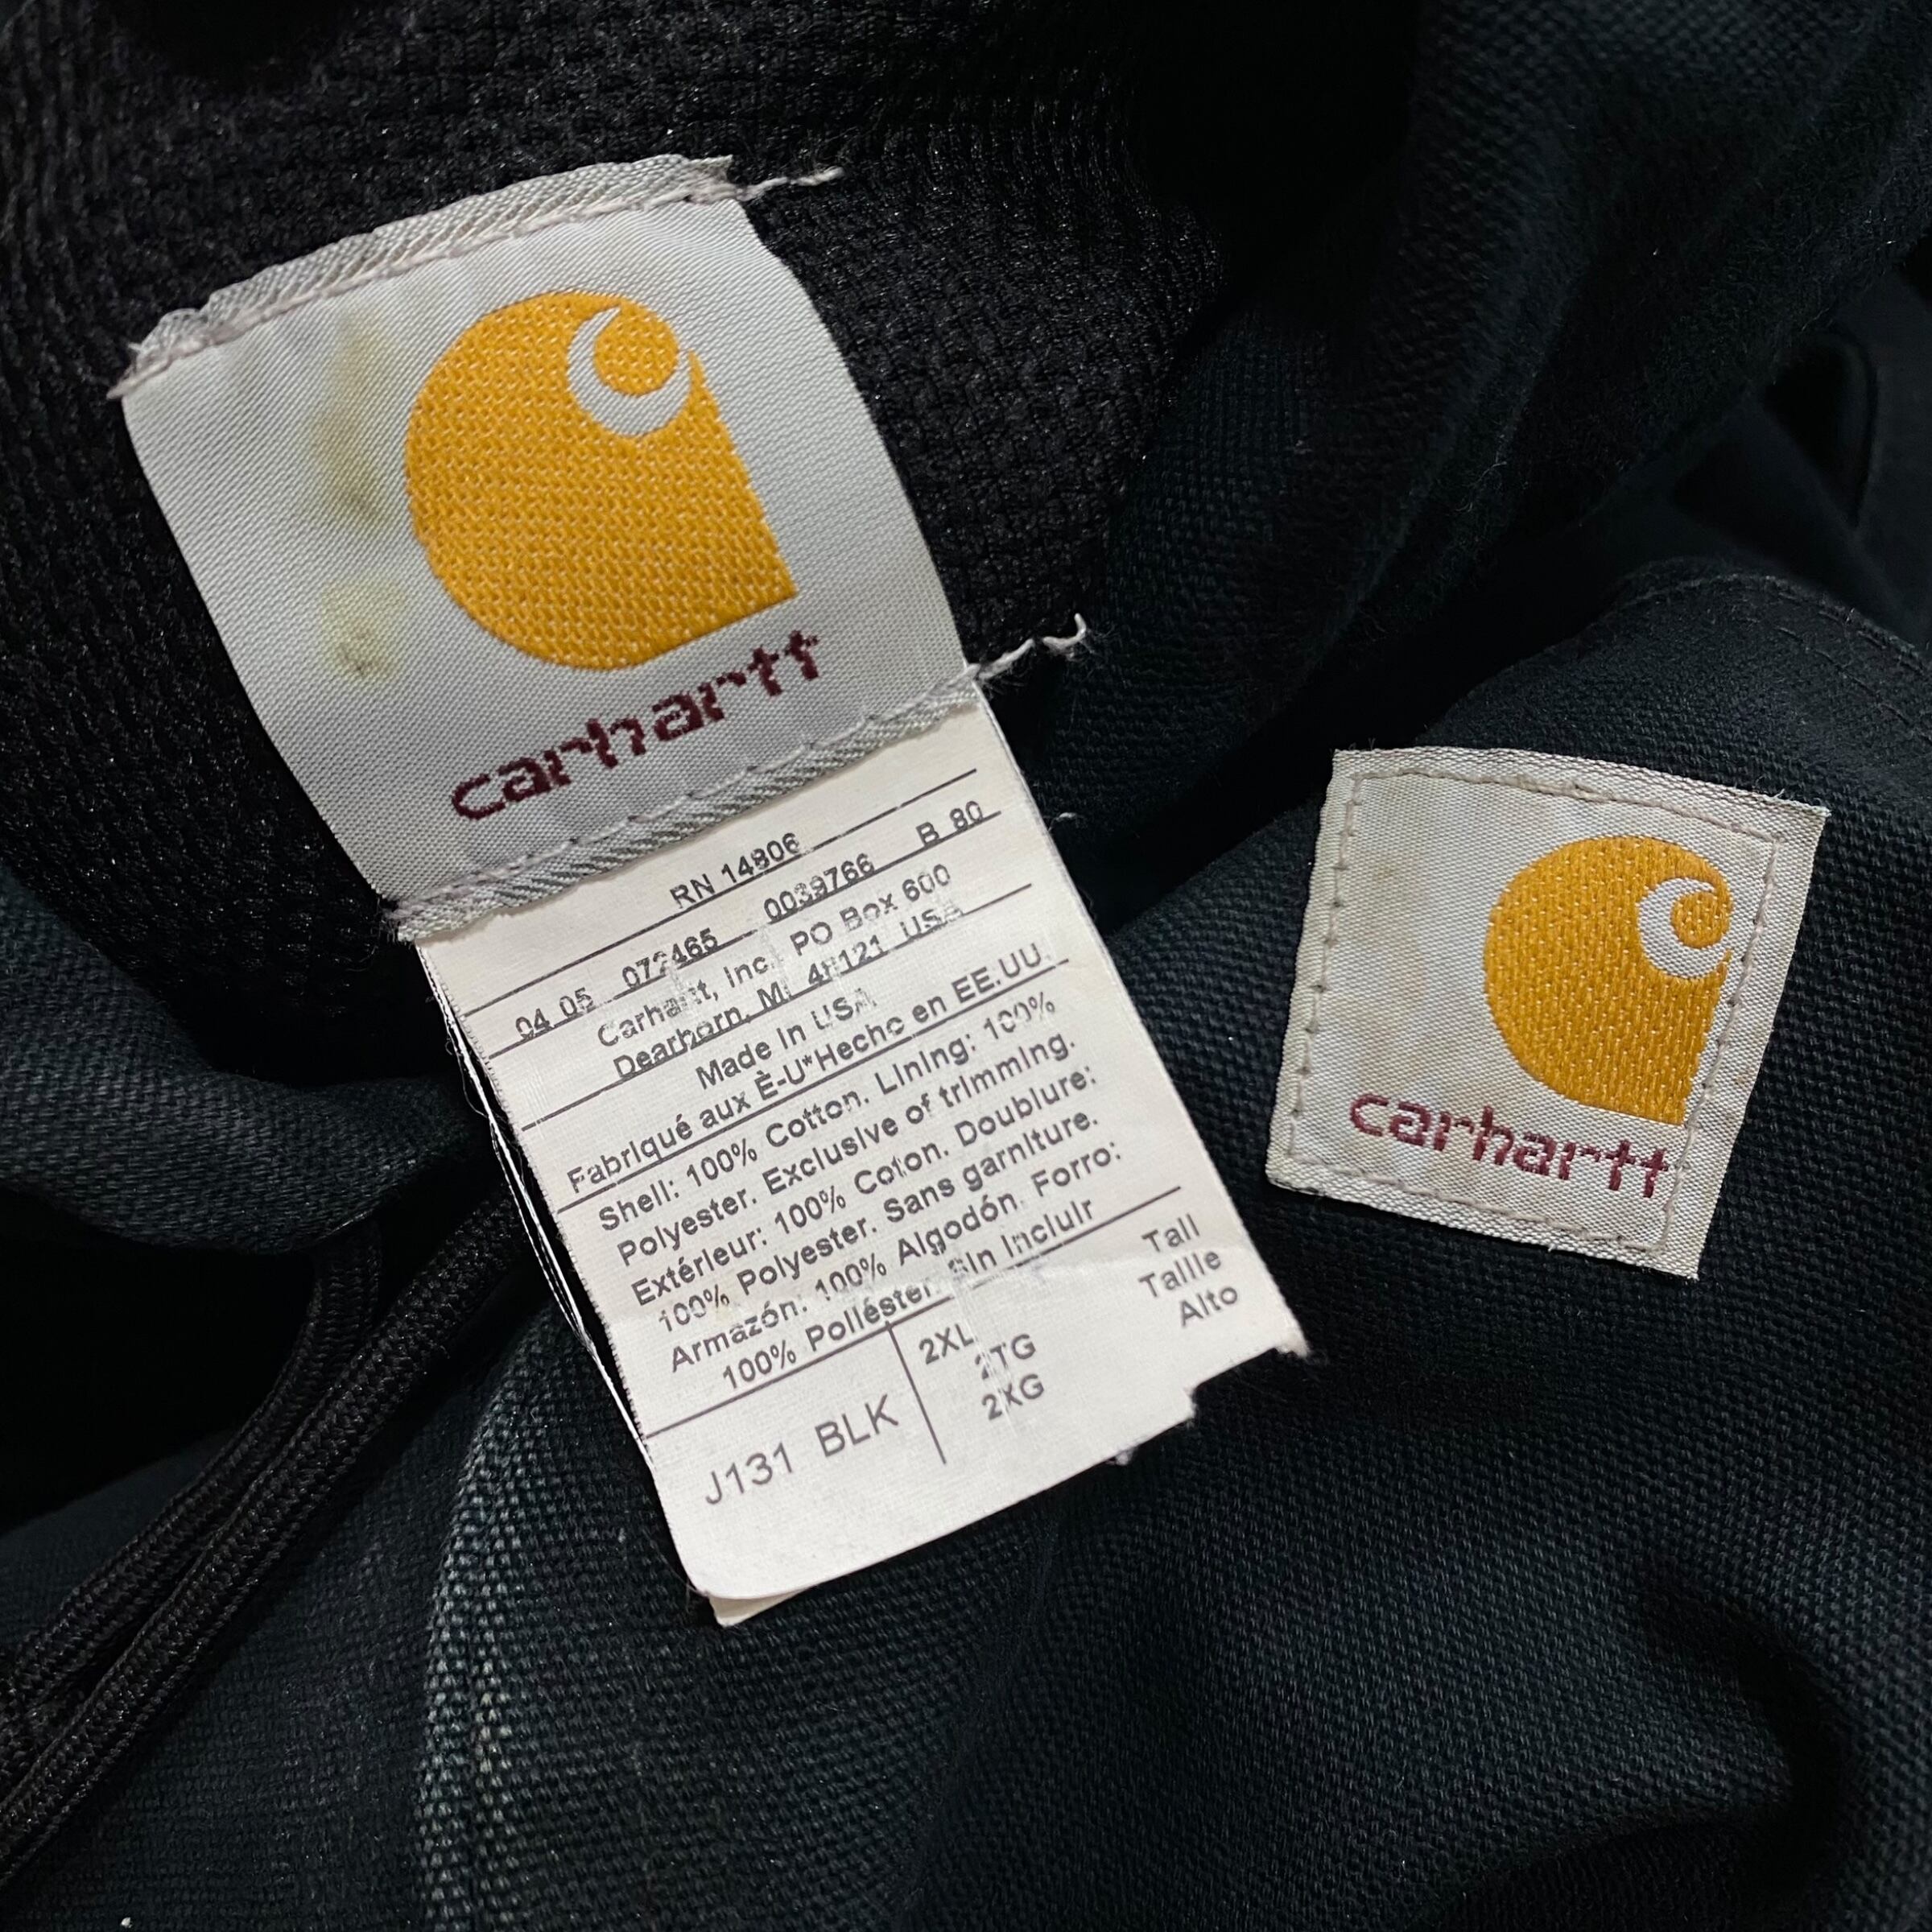 carhartt
RN 14806
04 05 072465 0039766 B 80
Carhartt, Inc. PO Box 600
Dearborn, MI 48121 USA
Made in USA
Fabriqué aux É-U*Hecho en EE.UU.
Shell: 100% Cotton. Lining: 100%
Polyester. Exclusive of trimming.
Extérieur: 100% Coton. Doublure:
100% Polyester. Sans garniture.
Armazón: 100% Algodón. Forro:
100% Poliéster. Sin incluir
J131 BLK
2XL Tall
2TG Taille
2XG Alto
carhartt